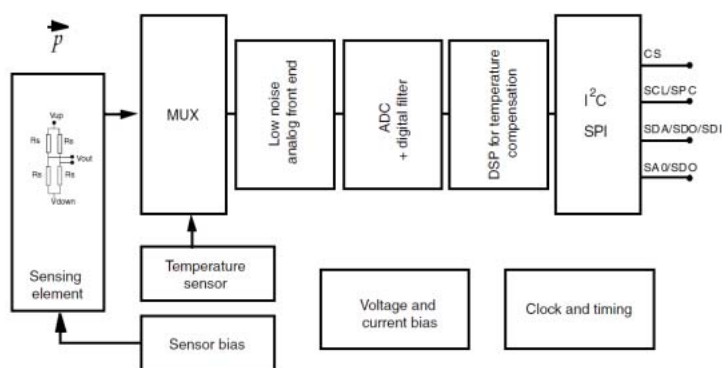 p
Vup
Rs Rs
Vout
Rs Rs
Vdown
Sensing
element
MUX
Temperature
sensor
Sensor bias
Low noise
analog front end
ADC
+ digital filter
DSP for temperature
compensation
I²C
SPI
CS
SCL/SPC
SDA/SDO/SDI
SA0/SDO
Voltage and
current bias
Clock and timing